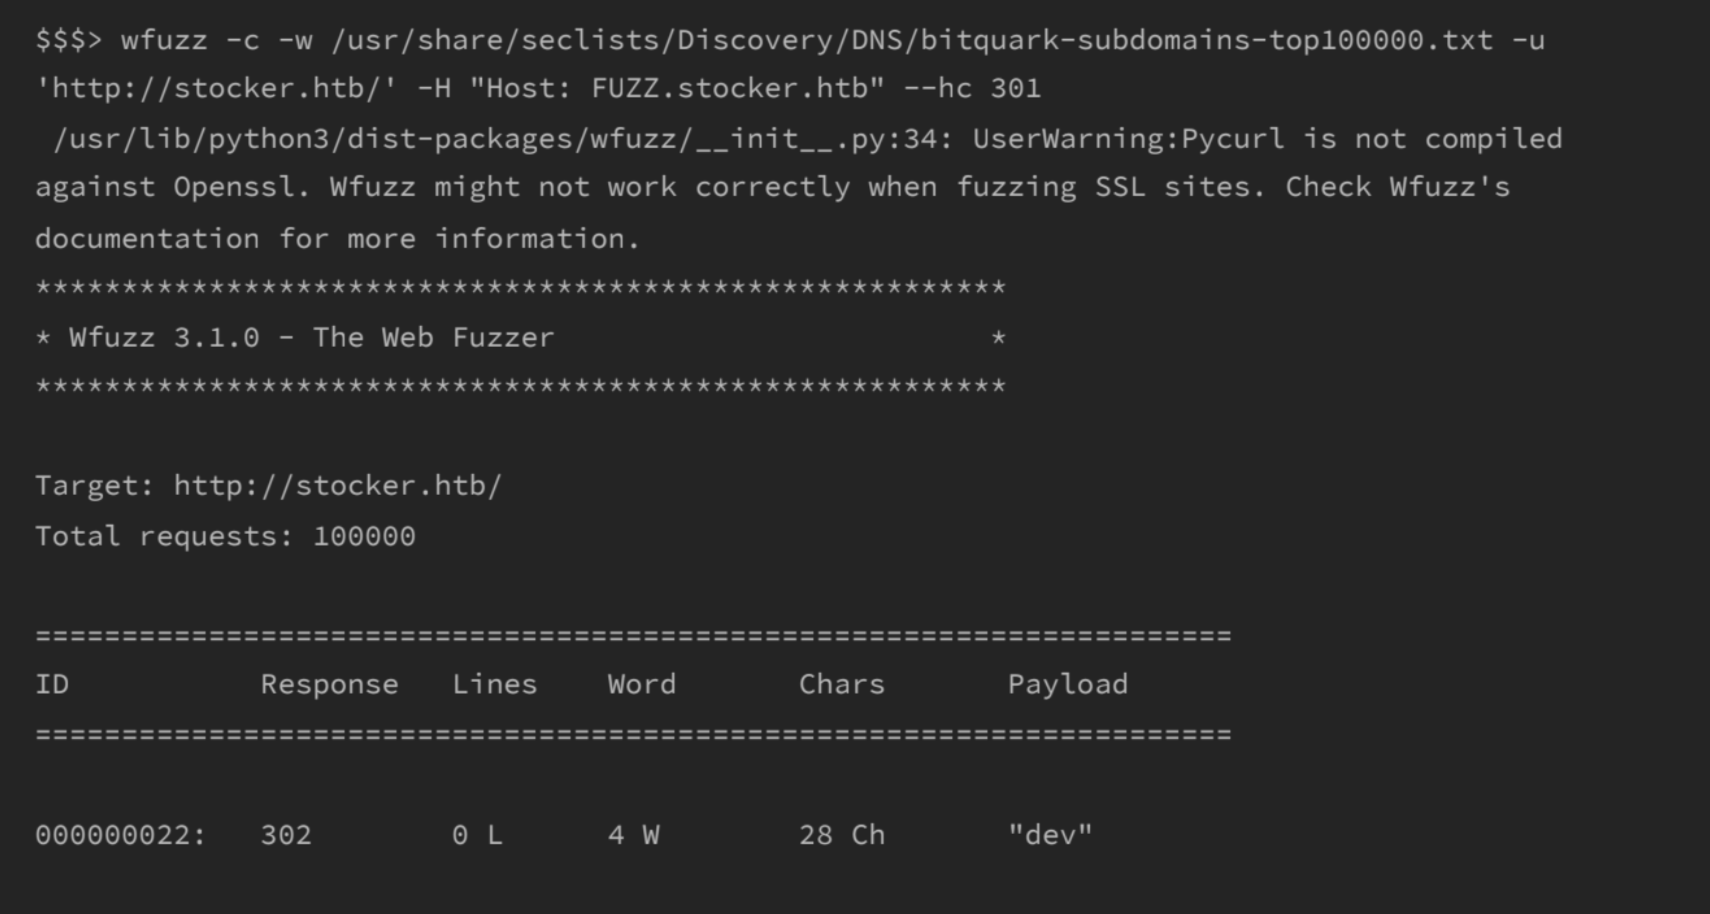 $$$> wfuzz -c -w /usr/share/seclists/Discovery/DNS/bitquark-subdomains-top100000.txt -u
'http://stocker.htb/' -H "Host: FUZZ.stocker.htb" --hc 301
/usr/lib/python3/dist-packages/wfuzz/__init__.py:34: UserWarning:Pycurl is not compiled
against Openssl. Wfuzz might not work correctly when fuzzing SSL sites. Check Wfuzz's
documentation for more information.
********************************************************
* Wfuzz 3.1.0 - The Web Fuzzer                         *
********************************************************
Target: http://stocker.htb/
Total requests: 100000
=====================================================================
ID           Response   Lines    Word       Chars       Payload
=====================================================================
000000022:   302        0 L      4 W        28 Ch       "dev"